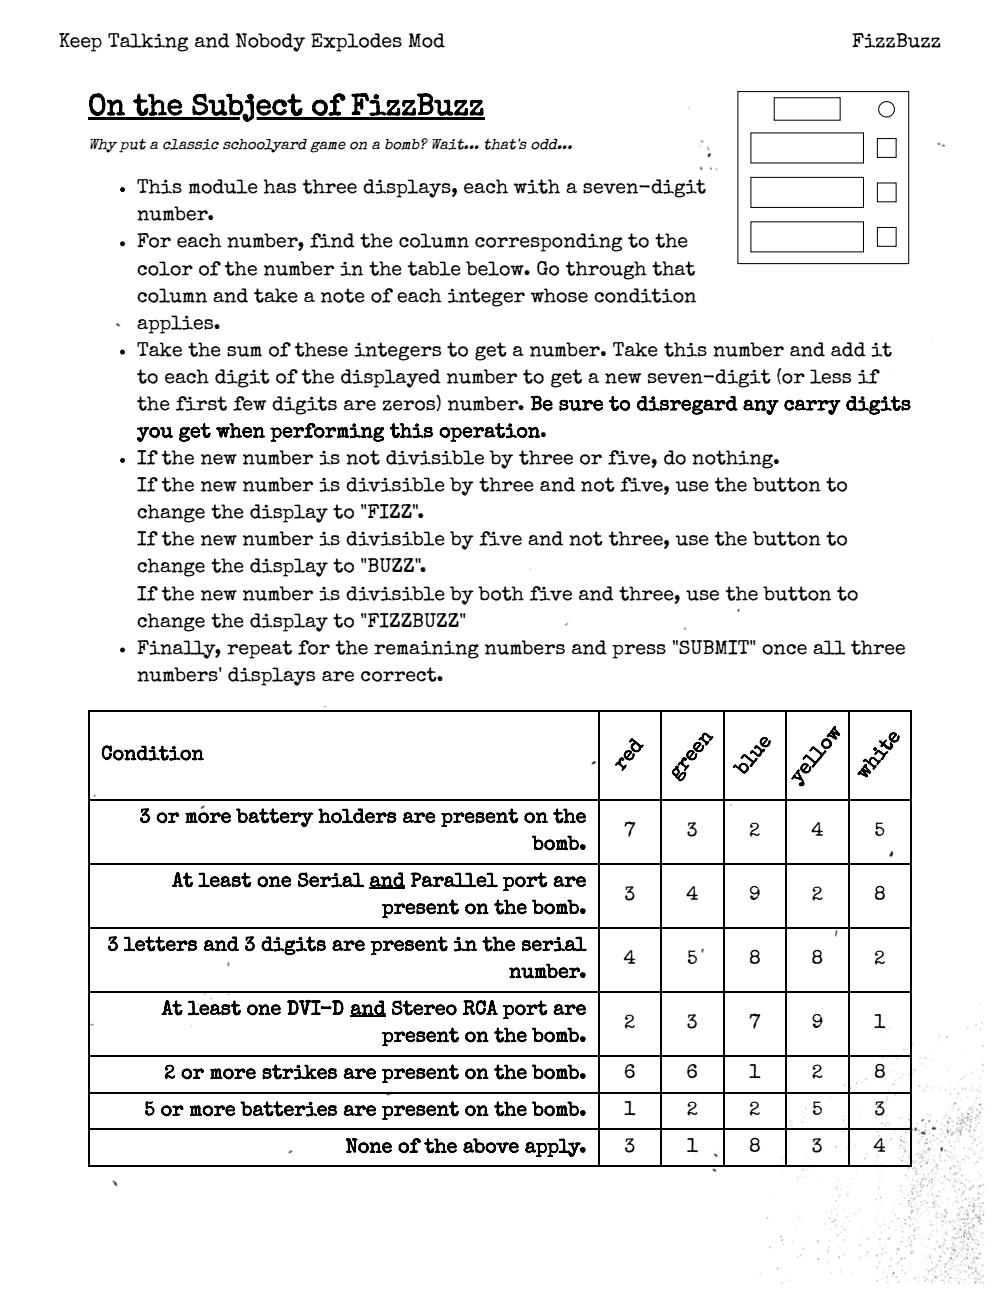 Keep Talking and Nobody Explodes Mod FizzBuzz
On the Subject of FizzBuzz
Why put a classic schoolyard game on a bomb? Wait... that's odd...
• This module has three displays, each with a seven-digit
number.
• For each number, find the column corresponding to the
color of the number in the table below. Go through that
column and take a note of each integer whose condition
applies.
• Take the sum of these integers to get a number. Take this number and add it
to each digit of the displayed number to get a new seven-digit (or less if
the first few digits are zeros) number. Be sure to disregard any carry digits
you get when performing this operation.
• If the new number is not divisible by three or five, do nothing.
If the new number is divisible by three and not five, use the button to
change the display to "FIZZ".
If the new number is divisible by five and not three, use the button to
change the display to "BUZZ".
If the new number is divisible by both five and three, use the button to
change the display to "FIZZBUZZ"
• Finally, repeat for the remaining numbers and press "SUBMIT" once all three
numbers' displays are correct.
Condition red green blue yellow white
3 or more battery holders are present on the
bomb. 7 3 2 4 5
At least one Serial and Parallel port are
present on the bomb. 3 4 9 2 8
3 letters and 3 digits are present in the serial
number. 4 5 8 8 2
At least one DVI-D and Stereo RCA port are
present on the bomb. 2 3 7 9 1
2 or more strikes are present on the bomb. 6 6 1 2 8
5 or more batteries are present on the bomb. 1 2 2 5 3
None of the above apply. 3 1 8 3 4